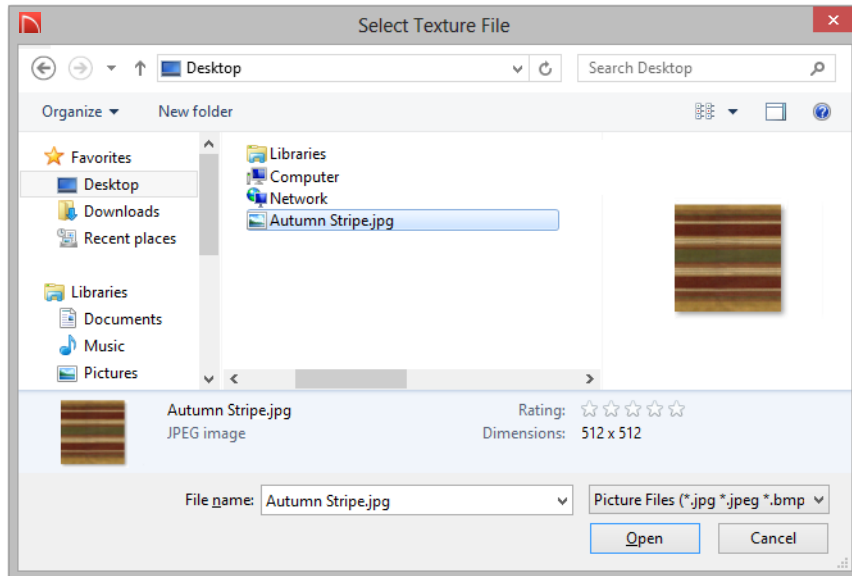 Select Texture File
Desktop
Search Desktop
Organize
New folder
Favorites
Desktop
Downloads
Recent places
Libraries
Documents
Music
Pictures
Libraries
Computer
Network
Autumn Stripe.jpg
Autumn Stripe.jpg
JPEG image
Rating:
Dimensions: 512 x 512
File name: Autumn Stripe.jpg
Picture Files (*.jpg *.jpeg *.bmp
Open
Cancel